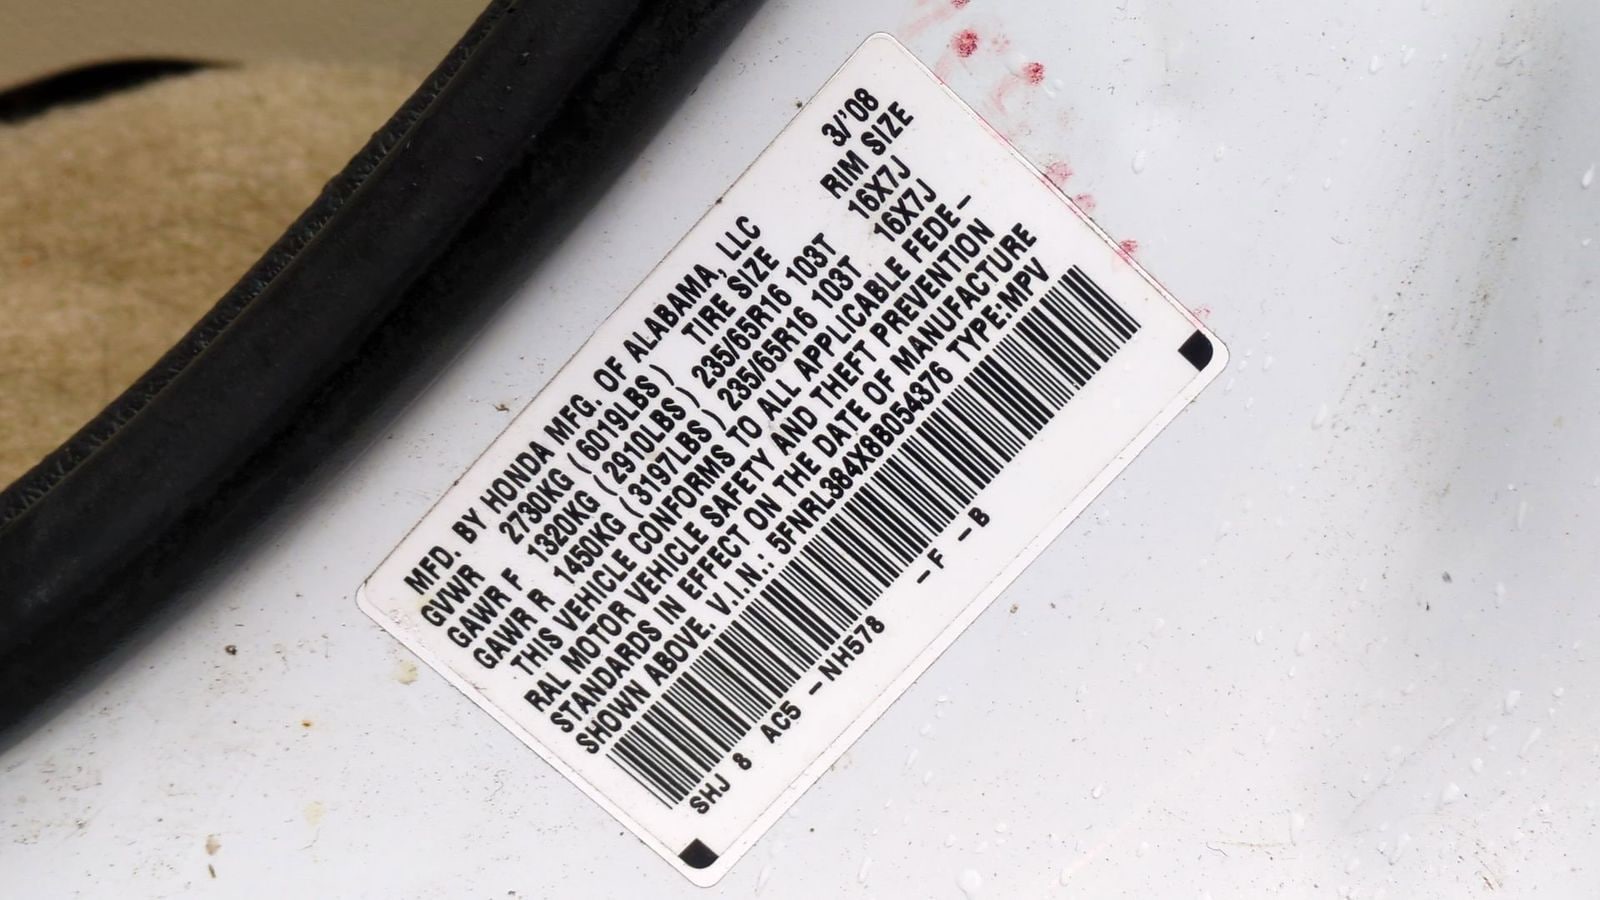 MFD. BY HONDA MFG. OF ALABAMA, LLC 3/'08
TIRE SIZE RIM SIZE
GVWR 2730KG (6019LBS)
GAWR F 1320KG (2910LBS) 235/65R16 103T 16X7J
GAWR R 1450KG (3197LBS) 235/65R16 103T 16X7J
THIS VEHICLE CONFORMS TO ALL APPLICABLE FEDE-
RAL MOTOR VEHICLE SAFETY AND THEFT PREVENTION
STANDARDS IN EFFECT ON THE DATE OF MANUFACTURE
SHOWN ABOVE. V.I.N.: 5FNRL384X8B054376 TYPE:MPV
SHJ 8 AC5 -NH578 -F -B